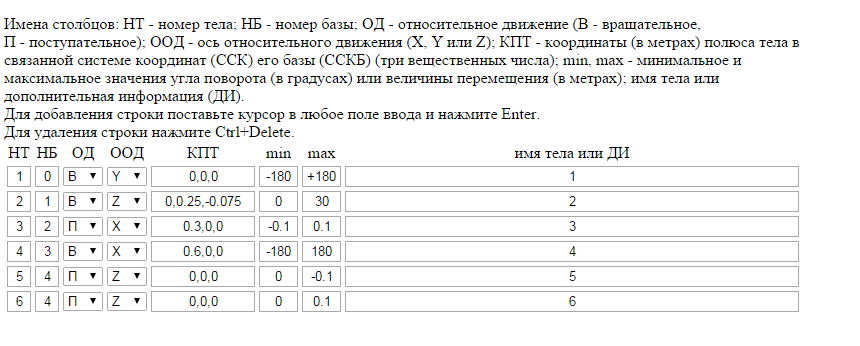 Имена столбцов: НТ - номер тела; НБ - номер базы; ОД - относительное движение (В - вращательное,
П - поступательное); ООД - ось относительного движения (X, Y или Z); КПТ - координаты (в метрах) полюса тела в
связанной системе координат (ССК) его базы (ССКБ) (три вещественных числа); min, max - минимальное и
максимальное значения угла поворота (в градусах) или величины перемещения (в метрах); имя тела или
дополнительная информация (ДИ).
Для добавления строки поставьте курсор в любое поле ввода и нажмите Enter.
Для удаления строки нажмите Ctrl+Delete.
НТ НБ ОД ООД КПТ min max имя тела или ДИ
1 0 В Y 0,0,0 -180 +180 1
2 1 В Z 0,0.25,-0.075 0 30 2
3 2 П X 0.3,0,0 -0.1 0.1 3
4 3 В X 0.6,0,0 -180 180 4
5 4 П Z 0,0,0 0 -0.1 5
6 4 П Z 0,0,0 0 0.1 6